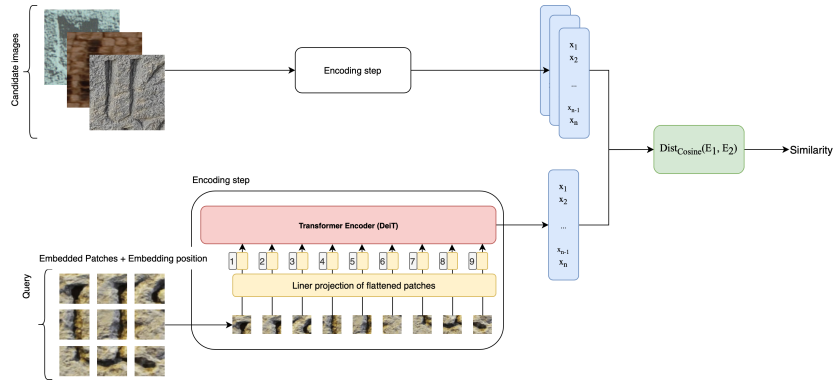 Candidate images
Encoding step
x1
x2
...
xn-1
xn
DistCosine(E1, E2)
Similarity
Encoding step
Transformer Encoder (DeiT)
x1
x2
...
xn-1
xn
Embedded Patches + Embedding position
1 2 3 4 5 6 7 8 9
Liner projection of flattened patches
Query